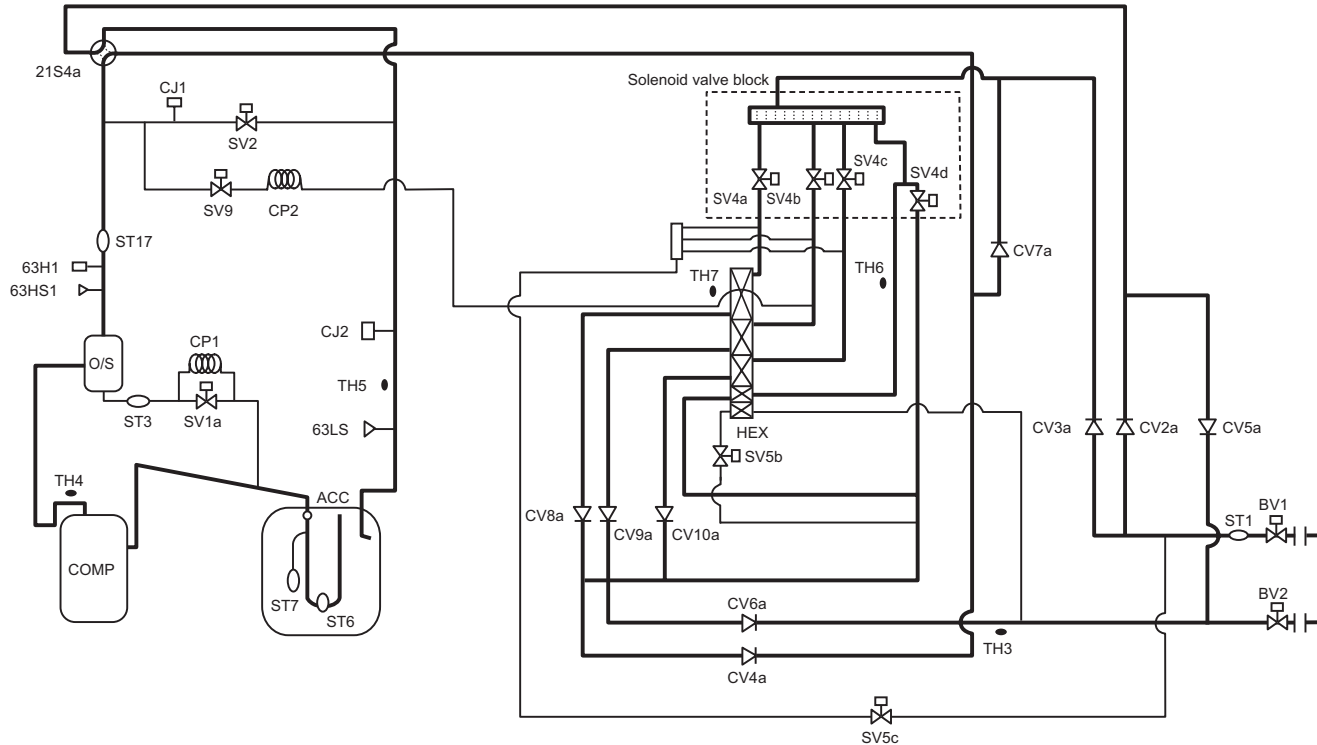 21S4a
CJ1
Solenoid valve block
SV2
SV4c
SV4d
SV9
CP2
SV4a
SV4b
ST17
63H1
63HS1
TH7
TH6
CV7a
CJ2
CP1
O/S
TH5
ST3
SV1a
63LS
HEX
CV3a
CV2a
CV5a
SV5b
TH4
ACC
CV8a
CV9a
CV10a
ST1
BV1
COMP
ST7
ST6
CV6a
BV2
TH3
CV4a
SV5c